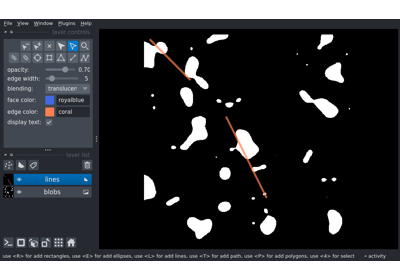 File View Window Plugins Help
layer controls
opacity: 0.70
edge width: 5
blending: translucen
face color: royalblue
edge color: coral
display text:
layer list
lines
blobs
use <R> for add rectangles, use <E> for add ellipses, use <L> for add lines, use <T> for add path, use <P> for add polygons, use <4> for select activity